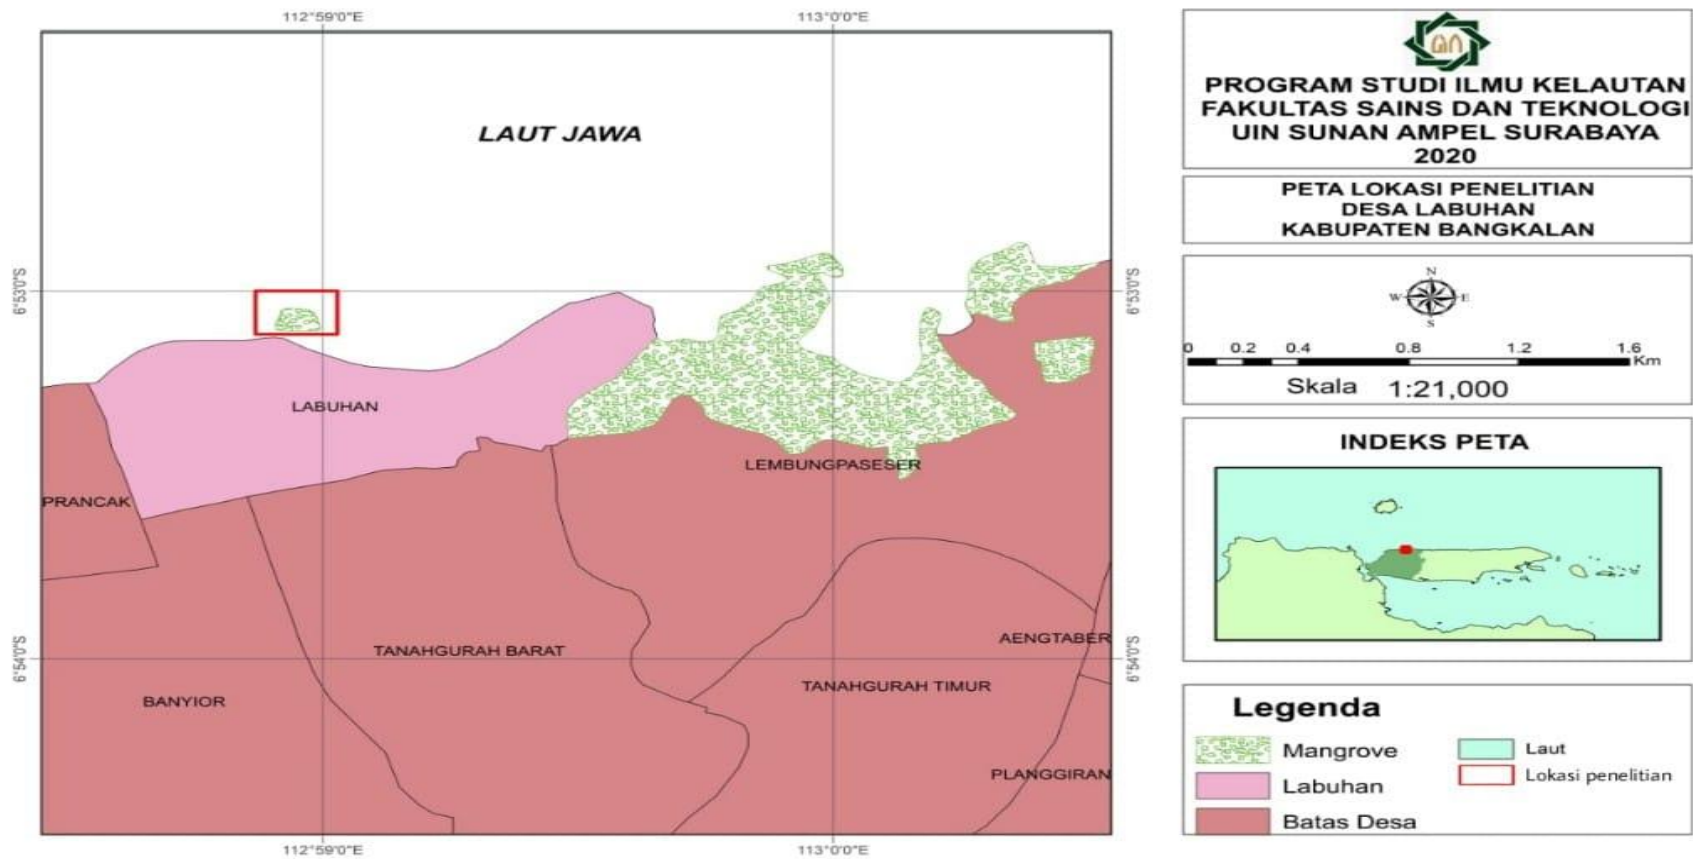 112°59'0"E
113°0'0"E
LAUT JAWA
6°53'0"S
6°53'0"S
LABUHAN
LEMBUNGPASESER
PRANCAK
AENGTABER
TANAHGURAH BARAT
6°54'0"S
6°54'0"S
TANAHGURAH TIMUR
BANYIOR
PLANGGIRAN
112°59'0"E
113°0'0"E
PROGRAM STUDI ILMU KELAUTAN
FAKULTAS SAINS DAN TEKNOLOGI
UIN SUNAN AMPEL SURABAYA
2020
PETA LOKASI PENELITIAN
DESA LABUHAN
KABUPATEN BANGKALAN
N
W E
S
0 0.2 0.4 0.8 1.2 1.6
Km
Skala 1:21,000
INDEKS PETA
Legenda
Mangrove
Labuhan
Batas Desa
Laut
Lokasi penelitian